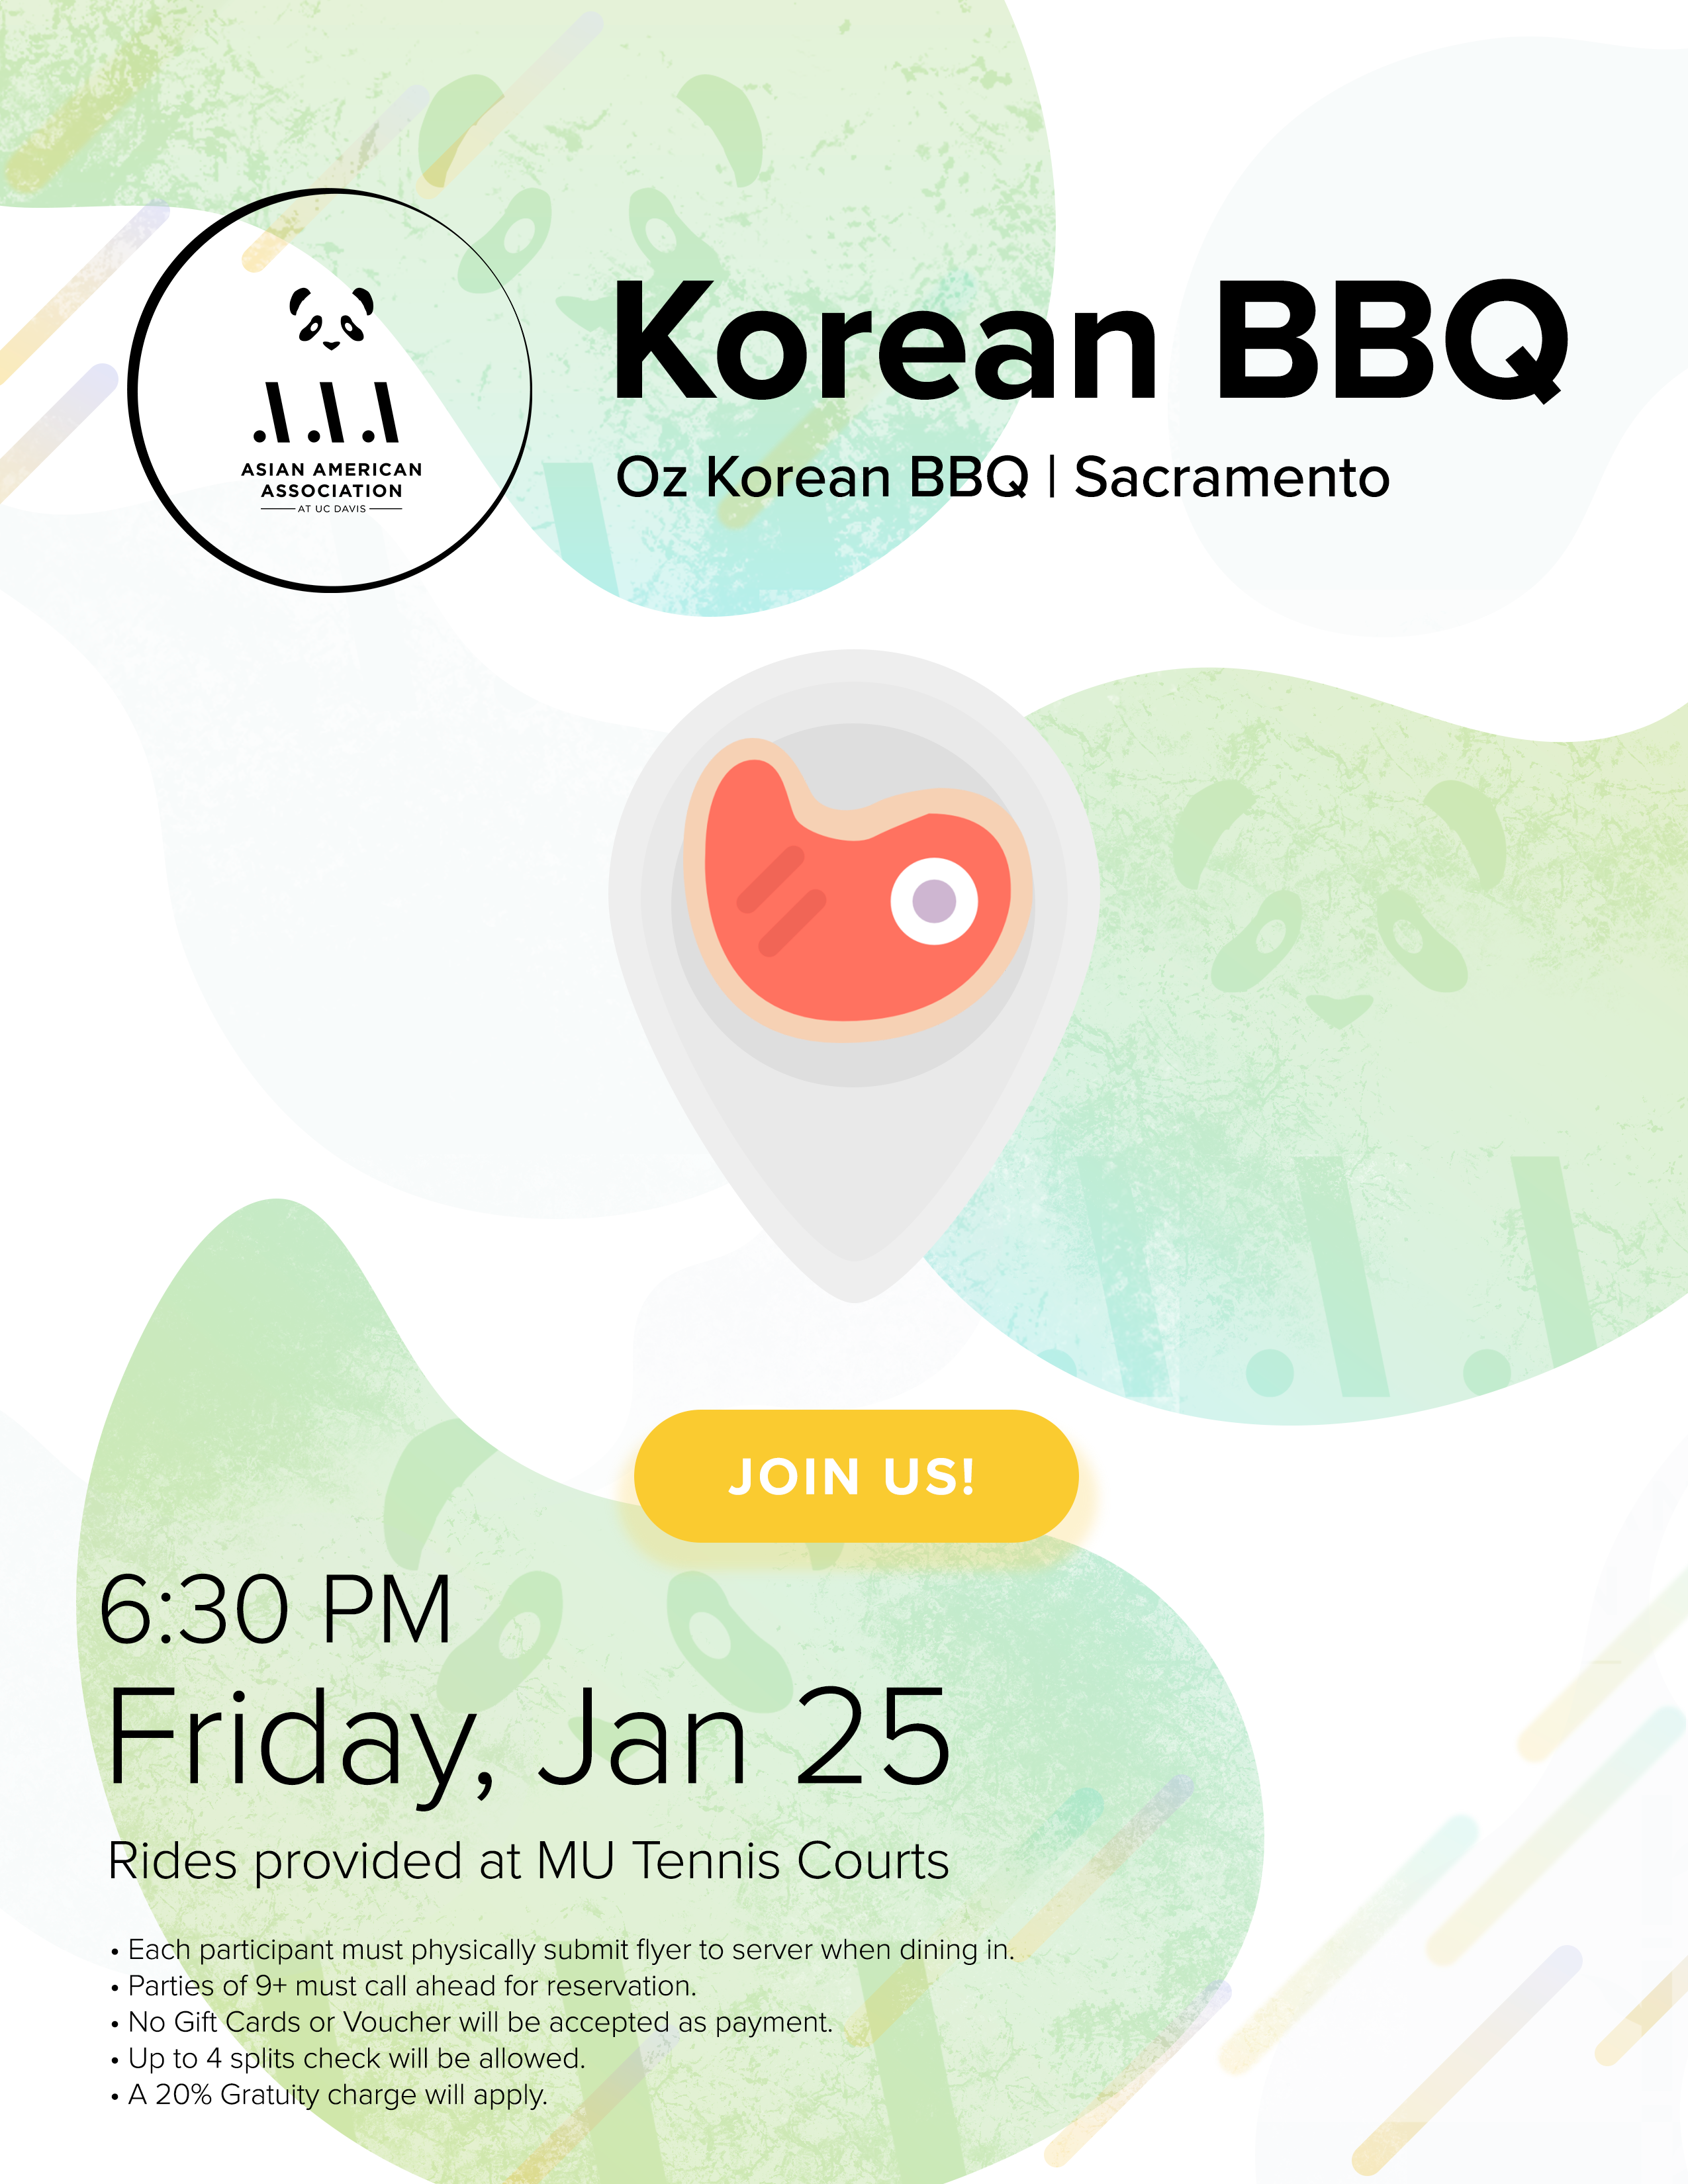 Korean BBQ
Oz Korean BBQ | Sacramento
ASIAN AMERICAN
ASSOCIATION
AT UC DAVIS
JOIN US!
6:30 PM
Friday, Jan 25
Rides provided at MU Tennis Courts
• Each participant must physically submit flyer to server when dining in.
• Parties of 9+ must call ahead for reservation.
• No Gift Cards or Voucher will be accepted as payment.
• Up to 4 splits check will be allowed.
• A 20% Gratuity charge will apply.